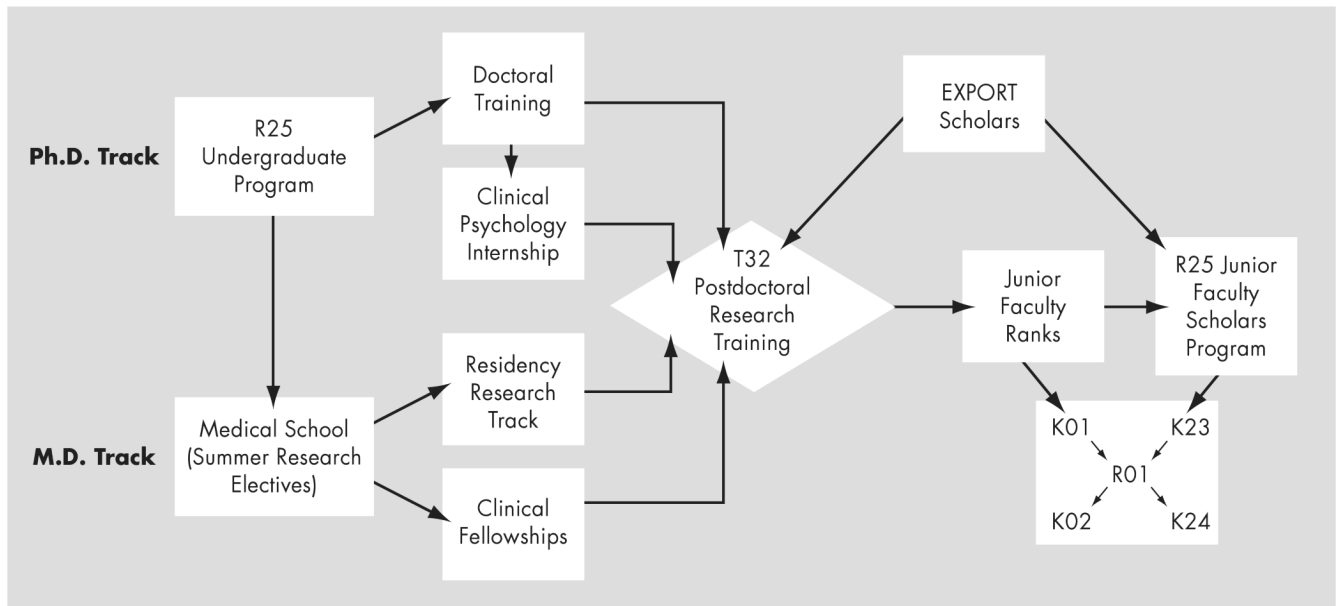 Ph.D. Track
R25
Undergraduate
Program
Doctoral
Training
Clinical
Psychology
Internship
M.D. Track
Medical School
(Summer Research
Electives)
Residency
Research
Track
Clinical
Fellowships
T32
Postdoctoral
Research
Training
EXPORT
Scholars
Junior
Faculty
Ranks
R25 Junior
Faculty
Scholars
Program
K01 K23
R01
K02 K24